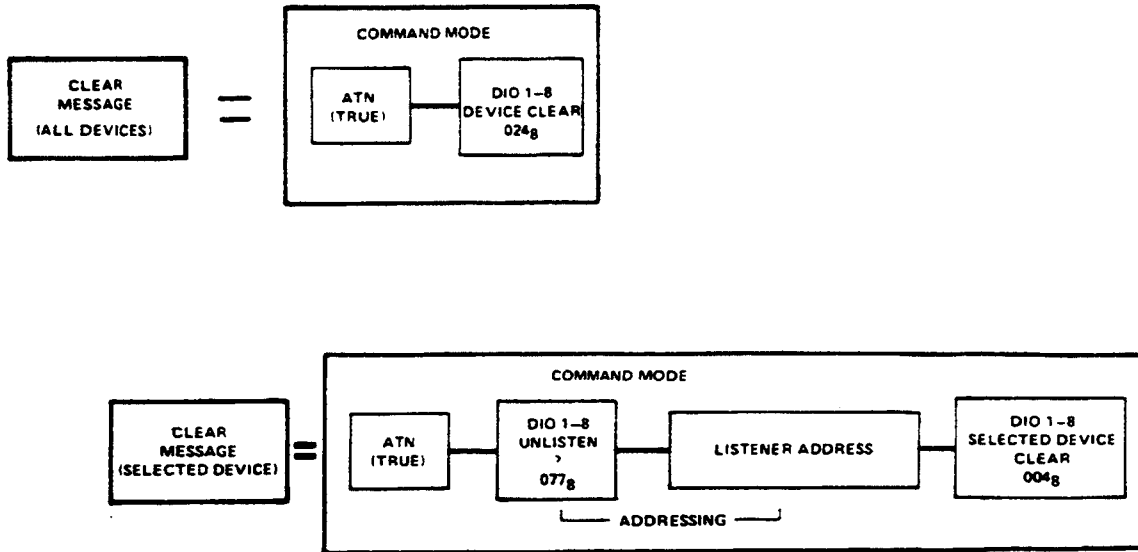 CLEAR
MESSAGE
(ALL DEVICES)
=
COMMAND MODE
ATN
(TRUE)
DIO 1–8
DEVICE CLEAR
024₈
CLEAR
MESSAGE
(SELECTED DEVICE)
=
COMMAND MODE
ATN
(TRUE)
DIO 1–8
UNLISTEN
>
077₈
LISTENER ADDRESS
DIO 1–8
SELECTED DEVICE
CLEAR
004₈
ADDRESSING